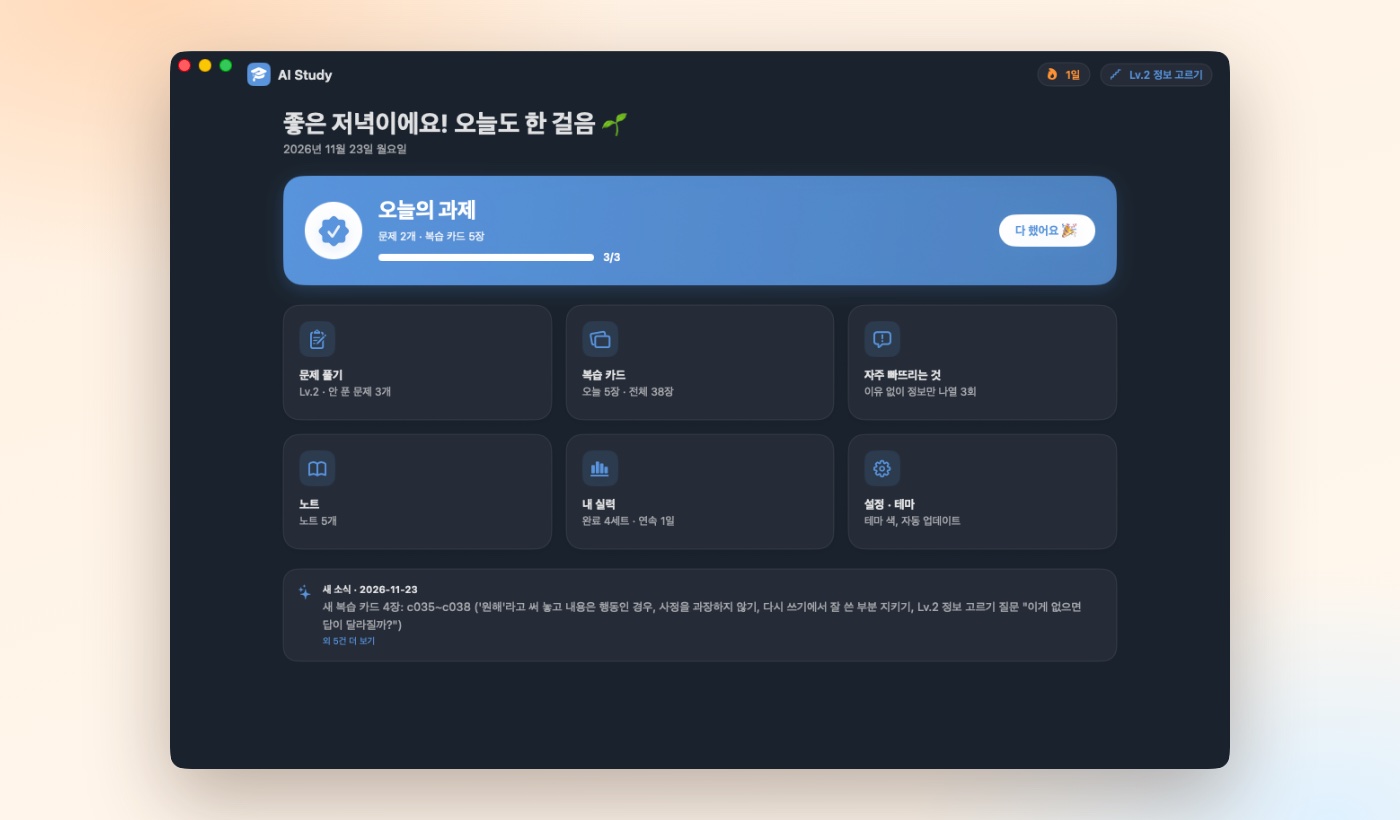 AI Study
1일
Lv.2 정보 고르기
좋은 저녁이에요! 오늘도 한 걸음 🌱
2026년 11월 23일 월요일
오늘의 과제
문제 2개 · 복습 카드 5장
3/3
다 했어요 🎉
문제 풀기
Lv.2 · 안 푼 문제 3개
복습 카드
오늘 5장 · 전체 38장
자주 빠뜨리는 것
이유 없이 정보만 나열 3회
노트
노트 5개
내 실력
완료 4세트 · 연속 1일
설정 · 테마
테마 색, 자동 업데이트
새 소식 · 2026-11-23
새 복습 카드 4장: c035~c038 ('원해'라고 써 놓고 내용은 행동인 경우, 사정을 과장하지 않기, 다시 쓰기에서 잘 쓴 부분 지키기, Lv.2 정보 고르기 질문 "이게 없으면
답이 달라질까?")
외 5건 더 보기